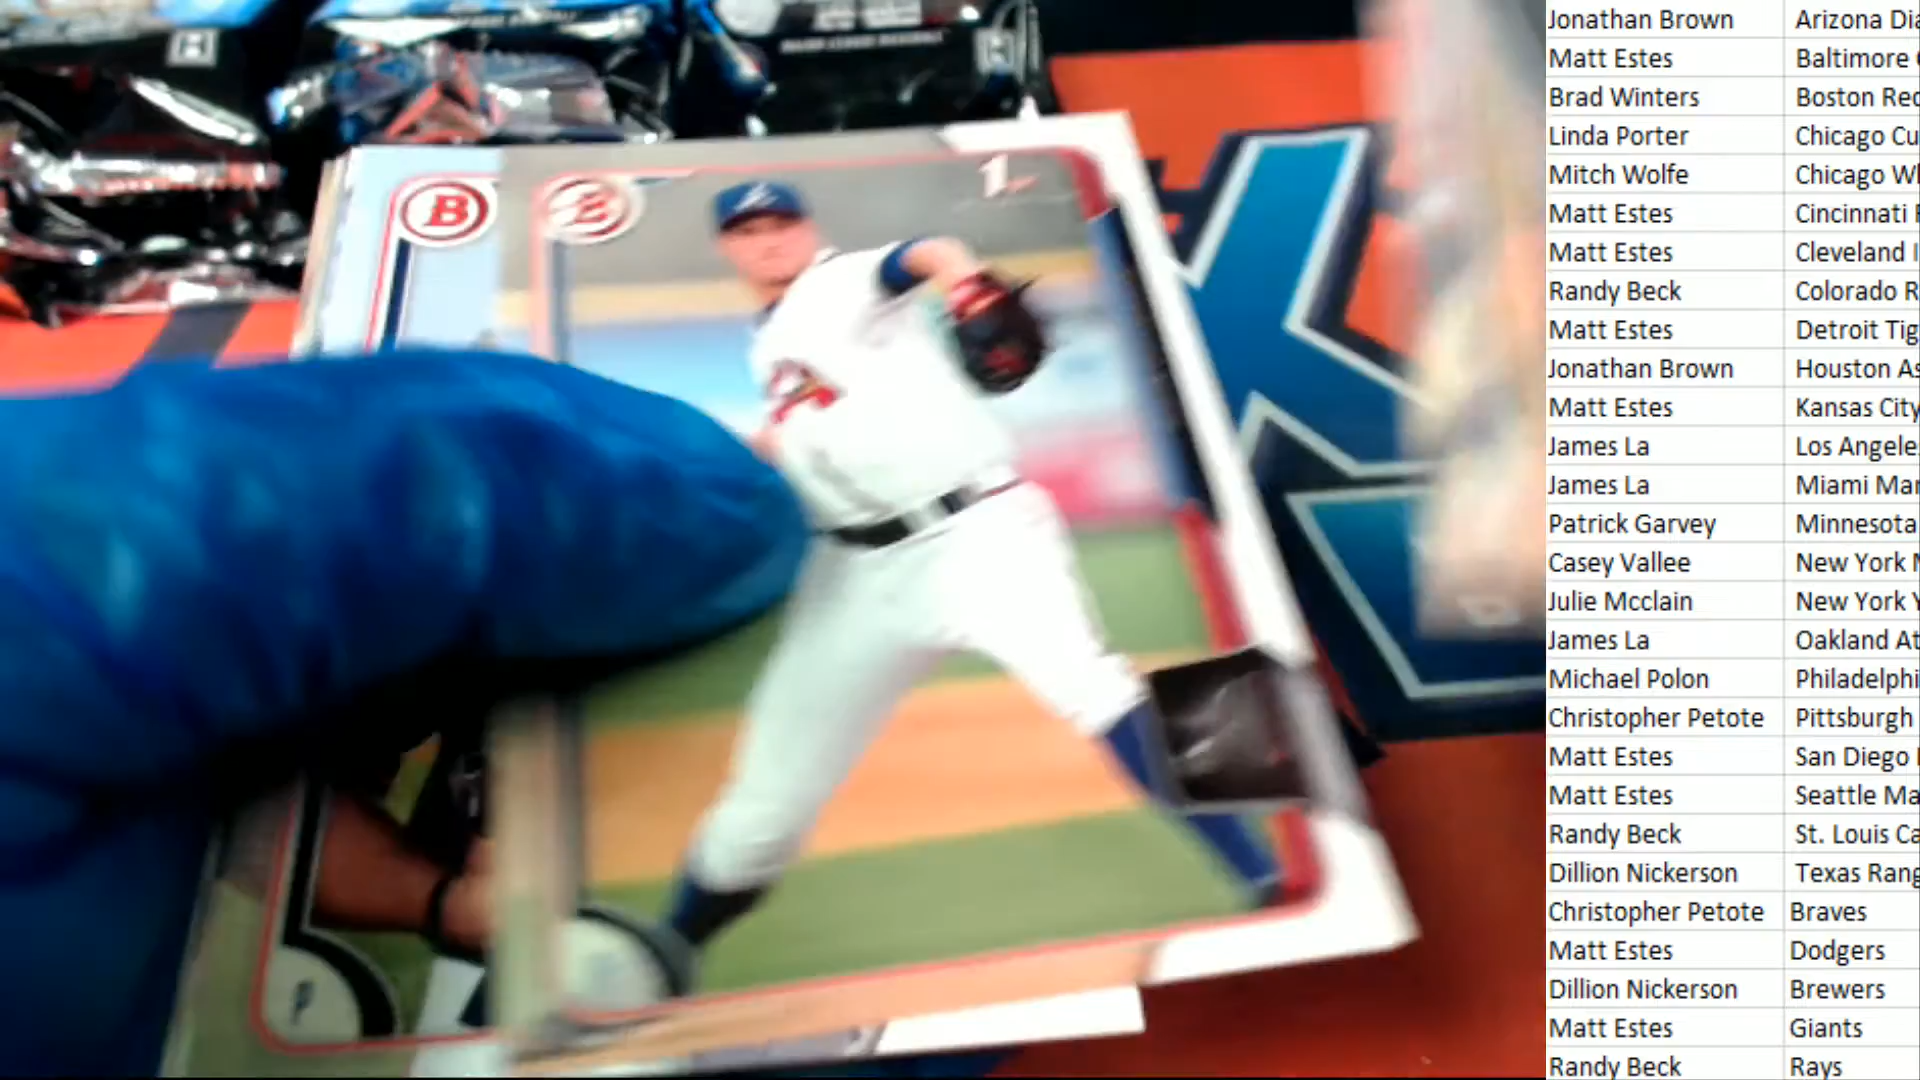 B
B
1st
A
P
Jonathan Brown Arizona Dia
Matt Estes Baltimore
Brad Winters Boston Red
Linda Porter Chicago Cu
Mitch Wolfe Chicago Wh
Matt Estes Cincinnati
Matt Estes Cleveland I
Randy Beck Colorado R
Matt Estes Detroit Tig
Jonathan Brown Houston As
Matt Estes Kansas City
James La Los Angele
James La Miami Mar
Patrick Garvey Minnesota
Casey Vallee New York
Julie Mcclain New York Y
James La Oakland At
Michael Polon Philadelphi
Christopher Petote Pittsburgh
Matt Estes San Diego
Matt Estes Seattle Ma
Randy Beck St. Louis Ca
Dillion Nickerson Texas Rang
Christopher Petote Braves
Matt Estes Dodgers
Dillion Nickerson Brewers
Matt Estes Giants
Randy Beck Rays